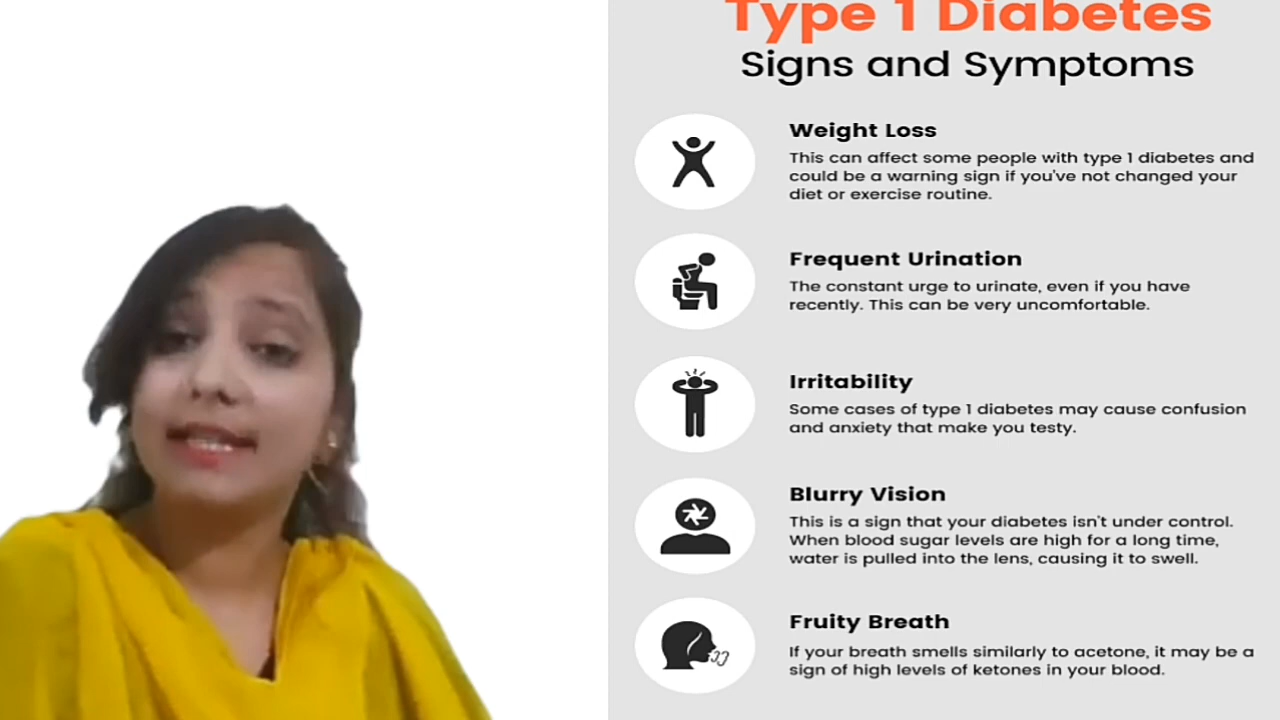 Type 1 Diabetes
Signs and Symptoms
Weight Loss
This can affect some people with type 1 diabetes and
could be a warning sign if you've not changed your
diet or exercise routine.
Frequent Urination
The constant urge to urinate, even if you have
recently. This can be very uncomfortable.
Irritability
Some cases of type 1 diabetes may cause confusion
and anxiety that make you testy.
Blurry Vision
This is a sign that your diabetes isn't under control.
When blood sugar levels are high for a long time,
water is pulled into the lens, causing it to swell.
Fruity Breath
If your breath smells similarly to acetone, it may be a
sign of high levels of ketones in your blood.